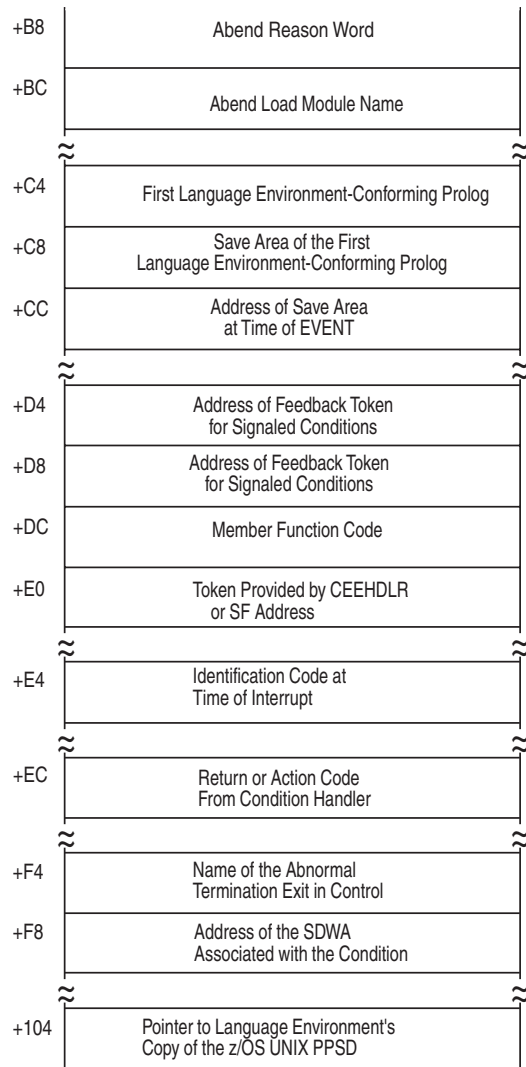 +B8
Abend Reason Word
+BC
Abend Load Module Name
≈ ≈
+C4
First Language Environment-Conforming Prolog
+C8
Save Area of the First
Language Environment-Conforming Prolog
+CC
Address of Save Area
at Time of EVENT
≈ ≈
+D4
Address of Feedback Token
for Signaled Conditions
+D8
Address of Feedback Token
for Signaled Conditions
+DC
Member Function Code
+E0
Token Provided by CEEHDLR
or SF Address
≈ ≈
+E4
Identification Code at
Time of Interrupt
≈ ≈
+EC
Return or Action Code
From Condition Handler
≈ ≈
+F4
Name of the Abnormal
Termination Exit in Control
+F8
Address of the SDWA
Associated with the Condition
≈ ≈
+104
Pointer to Language Environment's
Copy of the z/OS UNIX PPSD